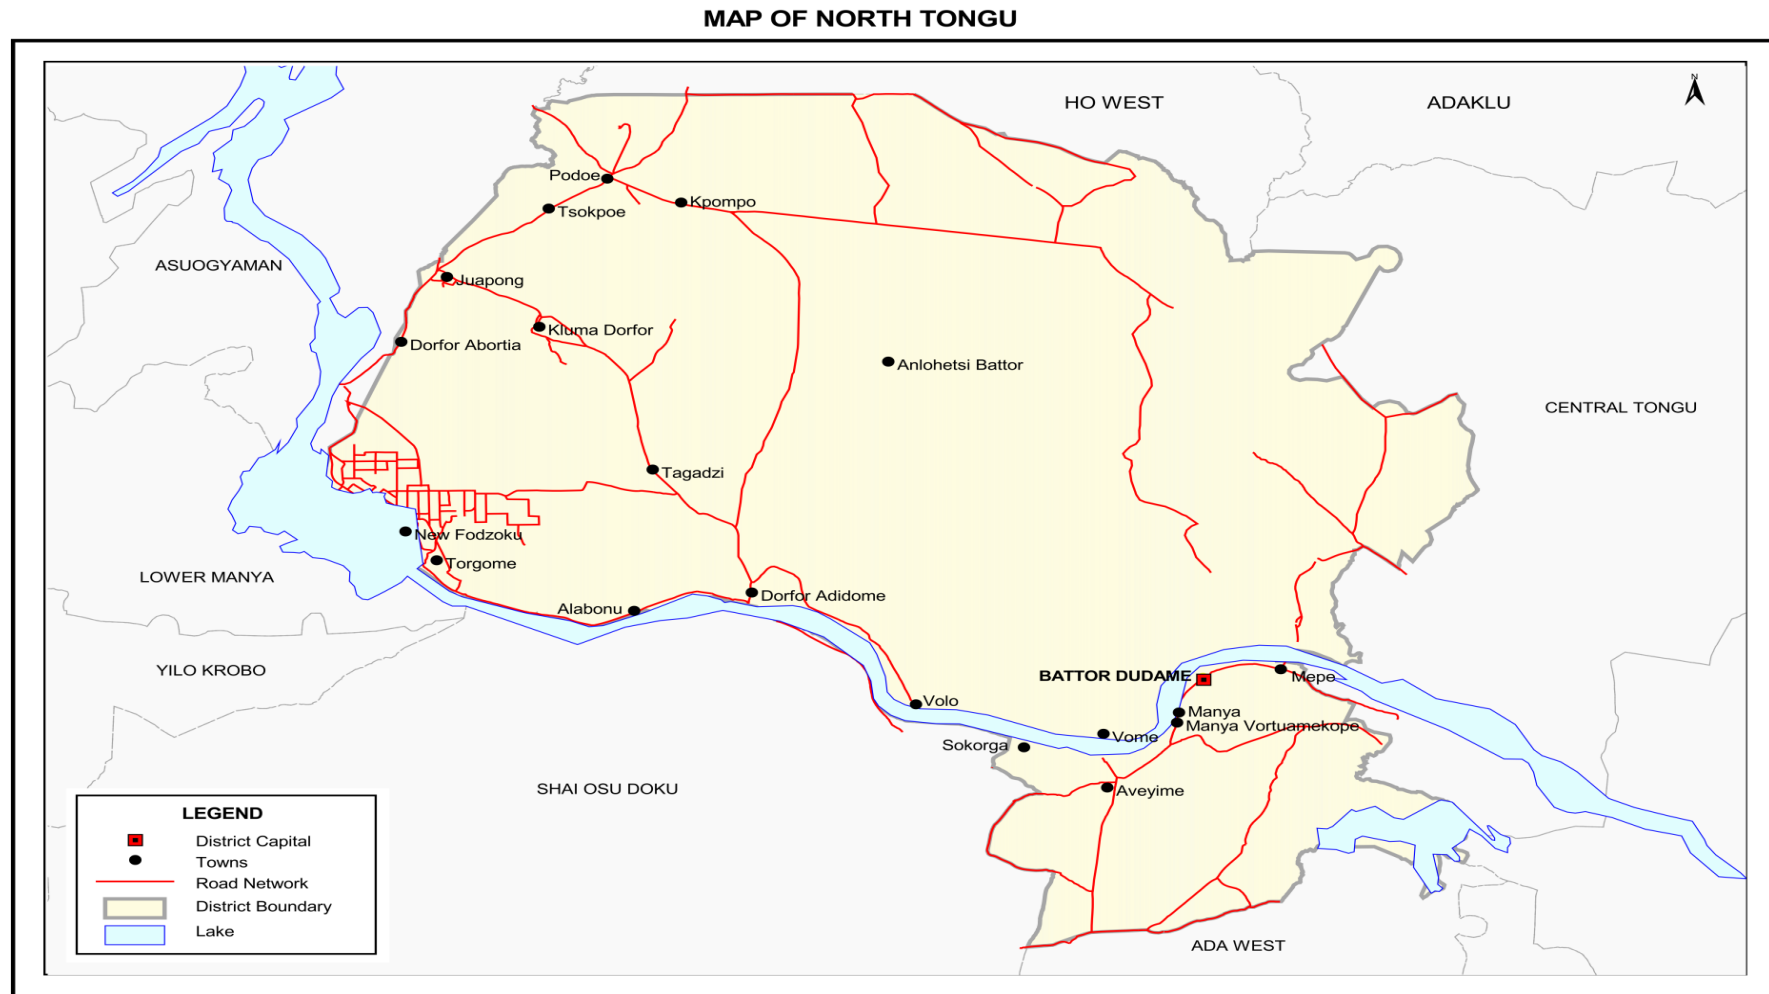 MAP OF NORTH TONGU
N
HO WEST
ADAKLU
Podoe
Kpompo
Tsokpoe
ASUOGYAMAN
Juapong
Kluma Dorfor
Dorfor Abortia
Anlohetsi Battor
CENTRAL TONGU
Tagadzi
New Fodzoku
Torgome
LOWER MANYA
Alabonu
Dorfor Adidome
YILO KROBO
BATTOR DUDAME
Mepe
Volo
Manya
Manya Vortuamekope
Vome
Sokorga
SHAI OSU DOKU
Aveyime
LEGEND
District Capital
Towns
Road Network
District Boundary
Lake
ADA WEST